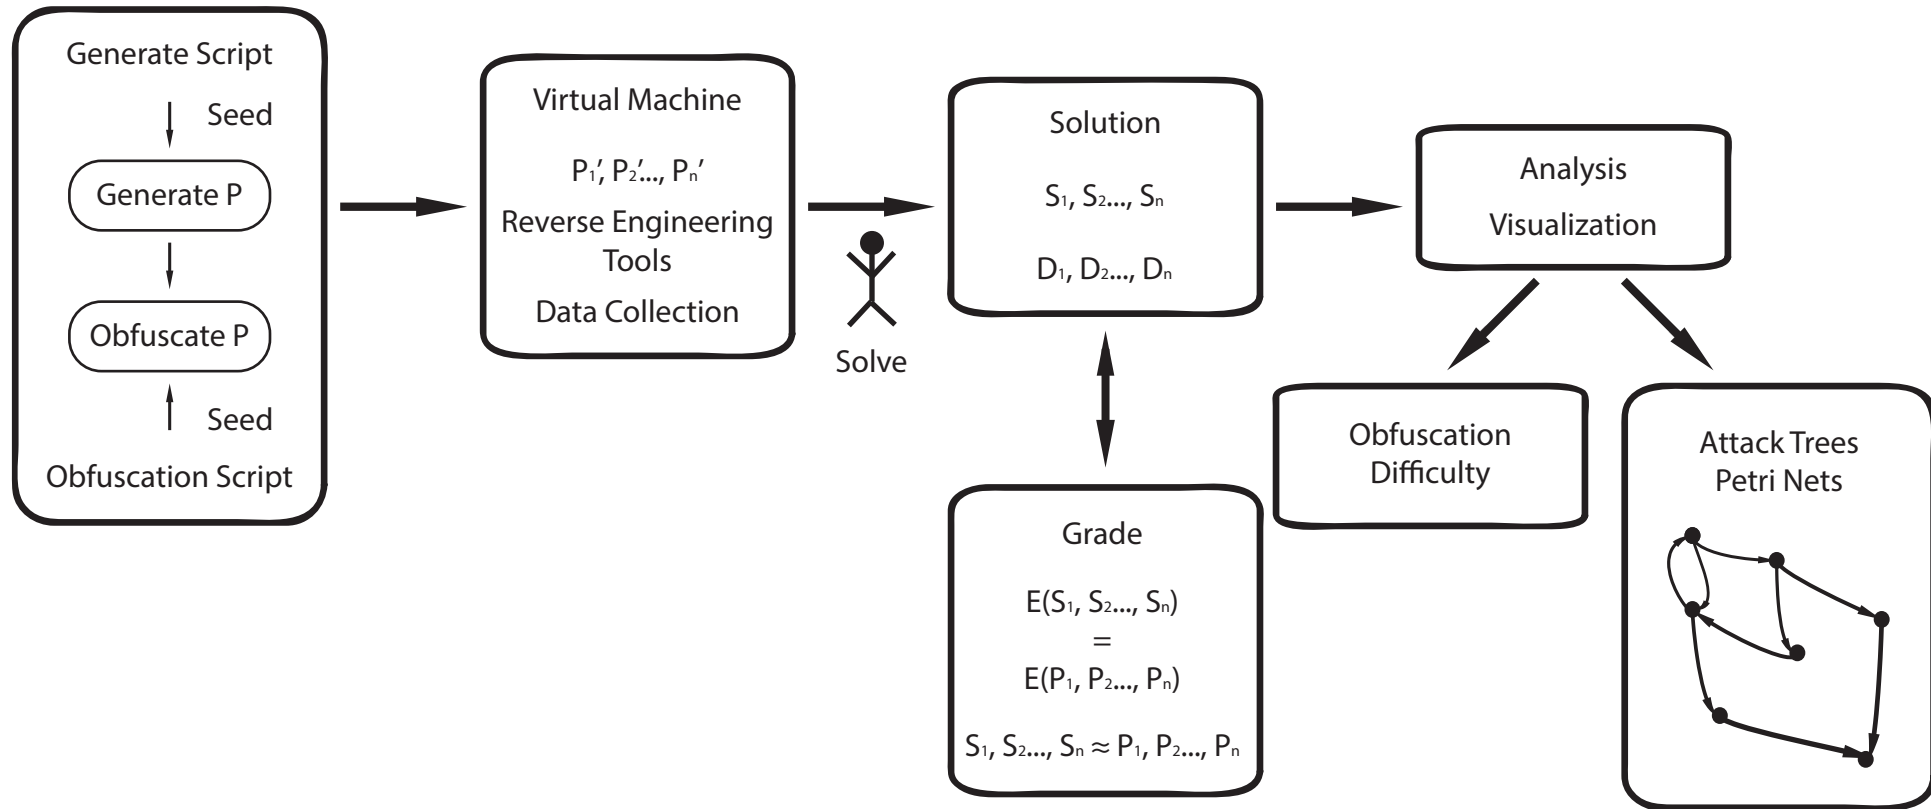 Generate Script
Seed
Generate P
Obfuscate P
Seed
Obfuscation Script
Virtual Machine
P₁′, P₂′..., Pₙ′
Reverse Engineering
Tools
Data Collection
Solve
Solution
S₁, S₂..., Sₙ
D₁, D₂..., Dₙ
Grade
E(S₁, S₂..., Sₙ)
=
E(P₁, P₂..., Pₙ)
S₁, S₂..., Sₙ ≈ P₁, P₂..., Pₙ
Analysis
Visualization
Obfuscation
Difficulty
Attack Trees
Petri Nets